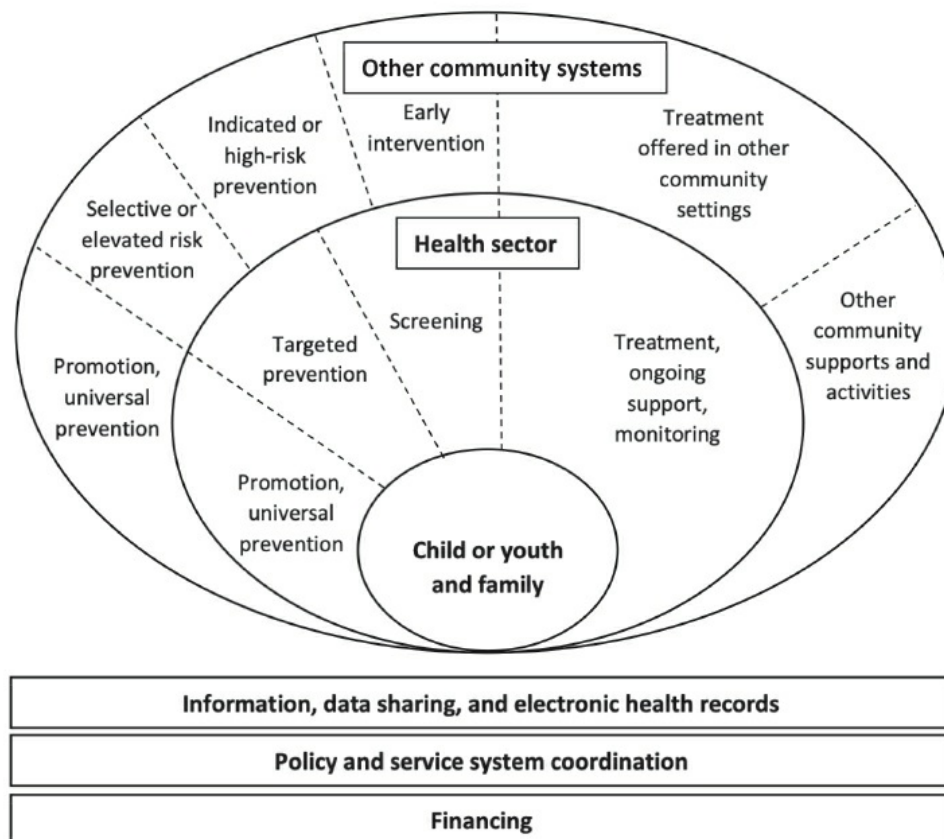 Other community systems
Early
intervention
Indicated or
high-risk
prevention
Selective or
elevated risk
prevention
Promotion,
universal
prevention
Treatment
offered in other
community
settings
Other
community
supports and
activities
Health sector
Screening
Targeted
prevention
Promotion,
universal
prevention
Treatment,
ongoing
support,
monitoring
Child or youth
and family
Information, data sharing, and electronic health records
Policy and service system coordination
Financing